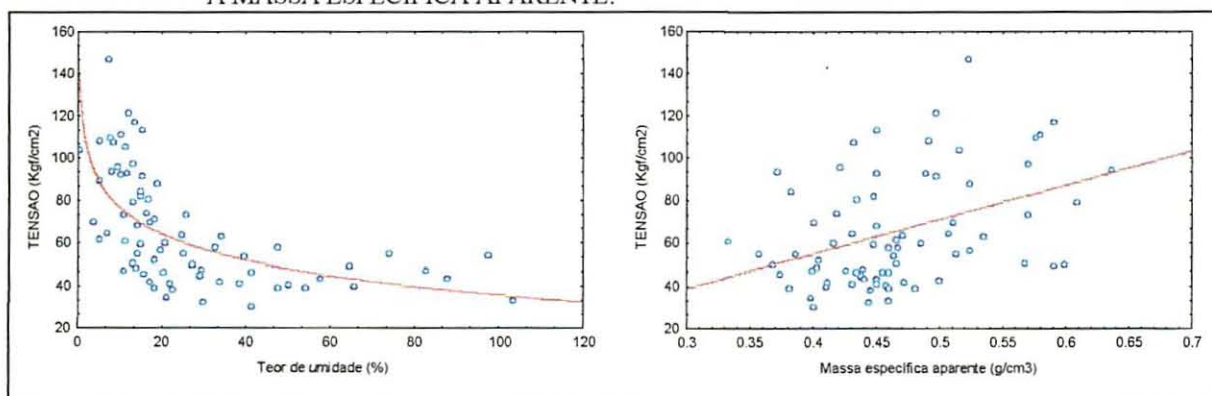 A MASSA ESPECÍFICA APARENTE.
160
140
120
100
80
60
40
20
TENSAO (Kgf/cm2)
0 20 40 60 80 100 120
Teor de umidade (%)
160
140
120
100
80
60
40
20
TENSAO (Kgf/cm2)
0.3 0.35 0.4 0.45 0.5 0.55 0.6 0.65 0.7
Massa específica aparente (g/cm3)